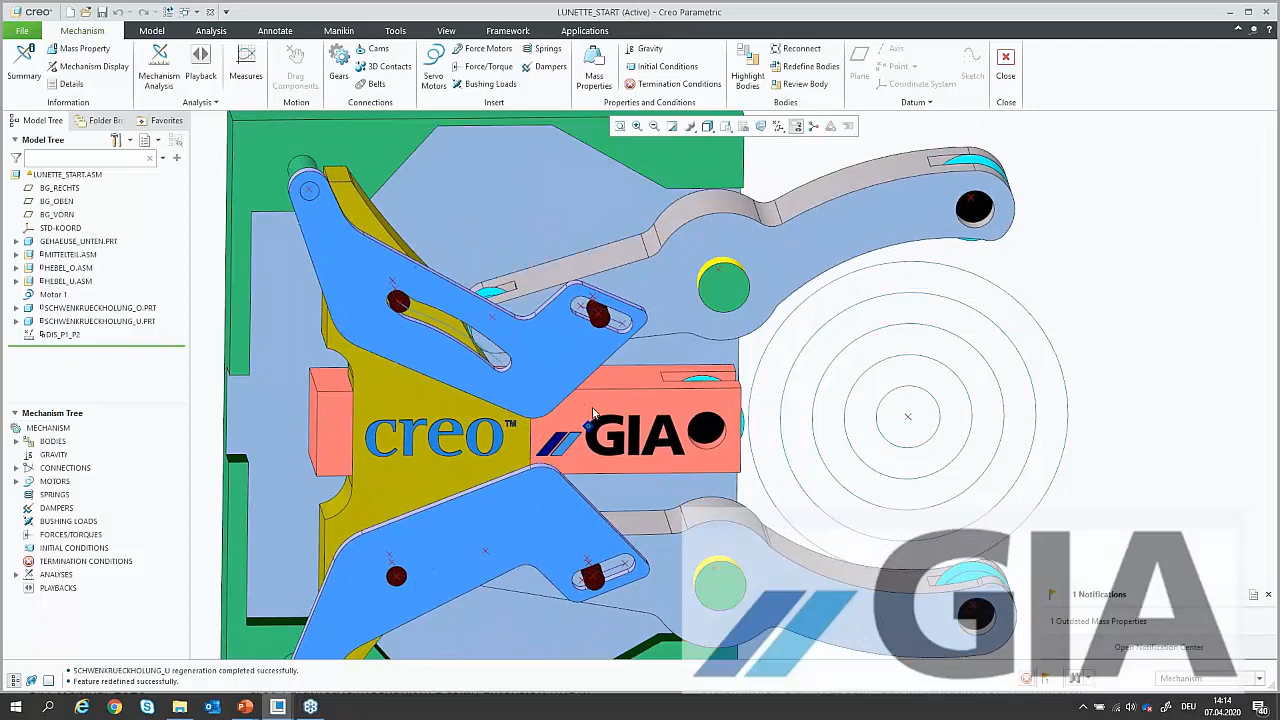 creo
LUNETTE_START (Active) - Creo Parametric
File Mechanism Model Analysis Annotate Manikin Tools View Framework Applications
Summary
Mass Property
Mechanism Display
Details
Information
Mechanism Analysis
Playback
Measures
Analysis
Drag Components
Motion
Gears
Cams
3D Contacts
Belts
Connections
Servo Motors
Force Motors
Force/Torque
Bushing Loads
Springs
Dampers
Insert
Mass Properties
Gravity
Initial Conditions
Termination Conditions
Properties and Conditions
Highlight Bodies
Reconnect
Redefine Bodies
Review Body
Bodies
Plane
Axis
Point
Coordinate System
Sketch
Datum
Close
Close
Model Tree Folder Bro Favorites
Model Tree
LUNETTE_START.ASM
BG_RECHTS
BG_OBEN
BG_VORN
STD-KOORD
GEHAEUSE_UNTEN.PRT
MITTELTEIL.ASM
HEBEL_O.ASM
HEBEL_U.ASM
Motor 1
SCHWENKRUECKHOLUNG_O.PRT
SCHWENKRUECKHOLUNG_U.PRT
DIS_P1_P2
Mechanism Tree
MECHANISM
BODIES
GRAVITY
CONNECTIONS
MOTORS
SPRINGS
DAMPERS
BUSHING LOADS
FORCES/TORQUES
INITIAL CONDITIONS
TERMINATION CONDITIONS
ANALYSES
PLAYBACKS
creo™
GIA
GIA
1 Notifications
1 Outdated Mass Properties
Open Notification Center
• SCHWENKRUECKHOLUNG_U regeneration completed successfully.
• Feature redefined successfully.
Mechanism
DEU
14:14
07.04.2020